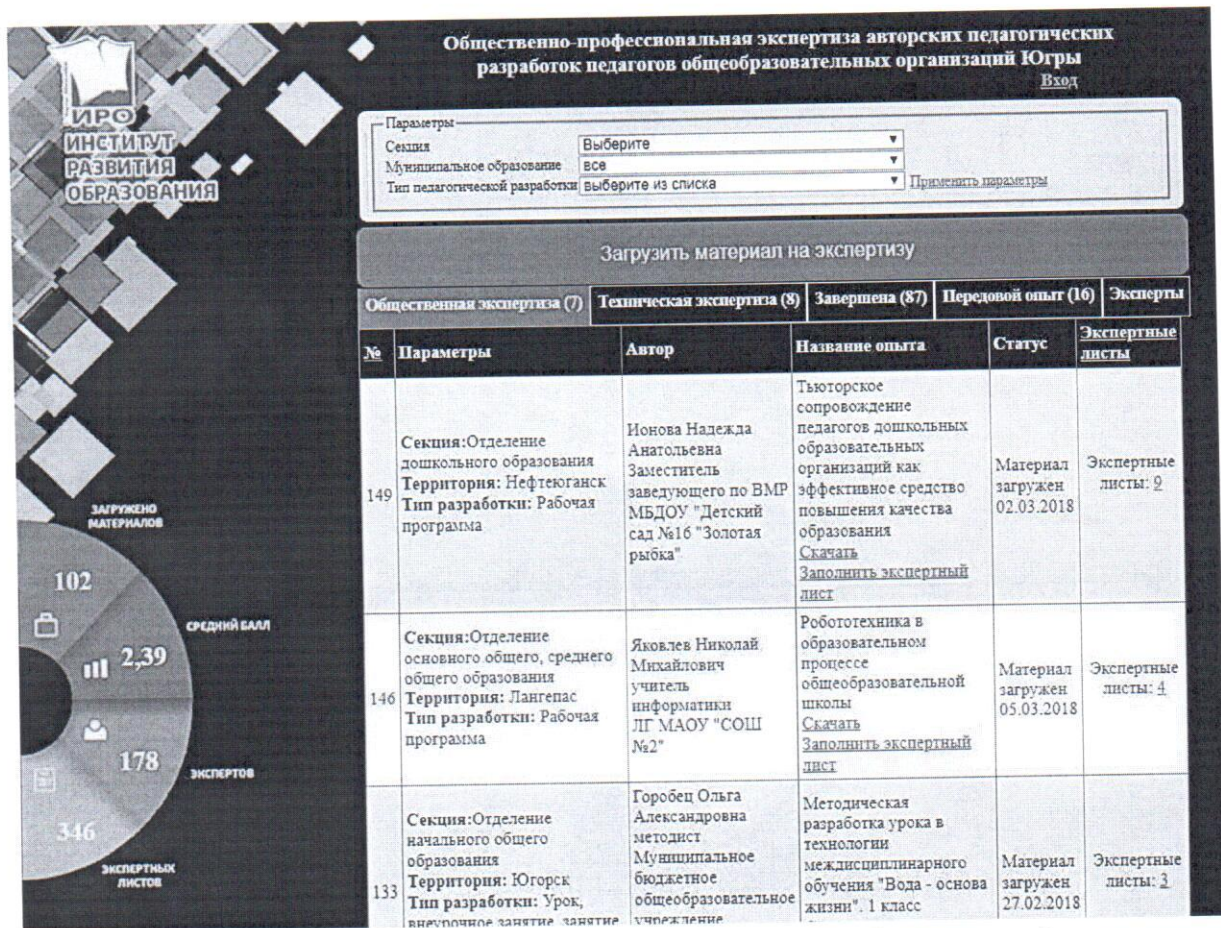 ИРО
ИНСТИТУТ
РАЗВИТИЯ
ОБРАЗОВАНИЯ
Общественно-профессиональная экспертиза авторских педагогических
разработок педагогов общеобразовательных организаций Югры
Вход
Параметры
Секция Выберите
Муниципальное образование все
Тип педагогической разработки выберите из списка Применить параметры
Загрузить материал на экспертизу
Общественная экспертиза (7) Техническая экспертиза (8) Завершена (87) Передовой опыт (16) Эксперты
№ Параметры Автор Название опыта Статус Экспертные
листы
149
Секция:Отделение
дошкольного образования
Территория: Нефтеюганск
Тип разработки: Рабочая
программа
Ионова Надежда
Анатольевна
Заместитель
заведующего по ВМР
МБДОУ "Детский
сад №16 "Золотая
рыбка"
Тьюторское
сопровождение
педагогов дошкольных
образовательных
организаций как
эффективное средство
повышения качества
образования
Скачать
Заполнить экспертный
лист
Материал
загружен
02.03.2018
Экспертные
листы: 9
146
Секция:Отделение
основного общего, среднего
общего образования
Территория: Лангепас
Тип разработки: Рабочая
программа
Яковлев Николай
Михайлович
учитель
информатики
ЛГ МАОУ "СОШ
№2"
Робототехника в
образовательном
процессе
общеобразовательной
школы
Скачать
Заполнить экспертный
лист
Материал
загружен
05.03.2018
Экспертные
листы: 4
133
Секция:Отделение
начального общего
образования
Территория: Югорск
Тип разработки: Урок,
внеурочное занятие, занятие
Горобец Ольга
Александровна
методист
Муниципальное
бюджетное
общеобразовательное
учреждение
Методическая
разработка урока в
технологии
междисциплинарного
обучения "Вода - основа
жизни". 1 класс
Материал
загружен
27.02.2018
Экспертные
листы: 3
ЗАГРУЖЕНО
МАТЕРИАЛОВ
102
СРЕДНИЙ БАЛЛ
2,39
178
ЭКСПЕРТОВ
346
ЭКСПЕРТНЫХ
ЛИСТОВ